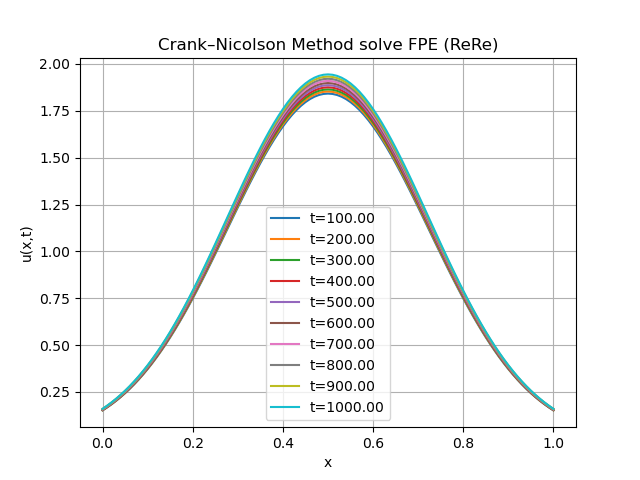 Crank–Nicolson Method solve FPE (ReRe)
2.00
1.75
1.50
1.25
1.00
0.75
0.50
0.25
u(x,t)
t=100.00
t=200.00
t=300.00
t=400.00
t=500.00
t=600.00
t=700.00
t=800.00
t=900.00
t=1000.00
0.0 0.2 0.4 0.6 0.8 1.0
x